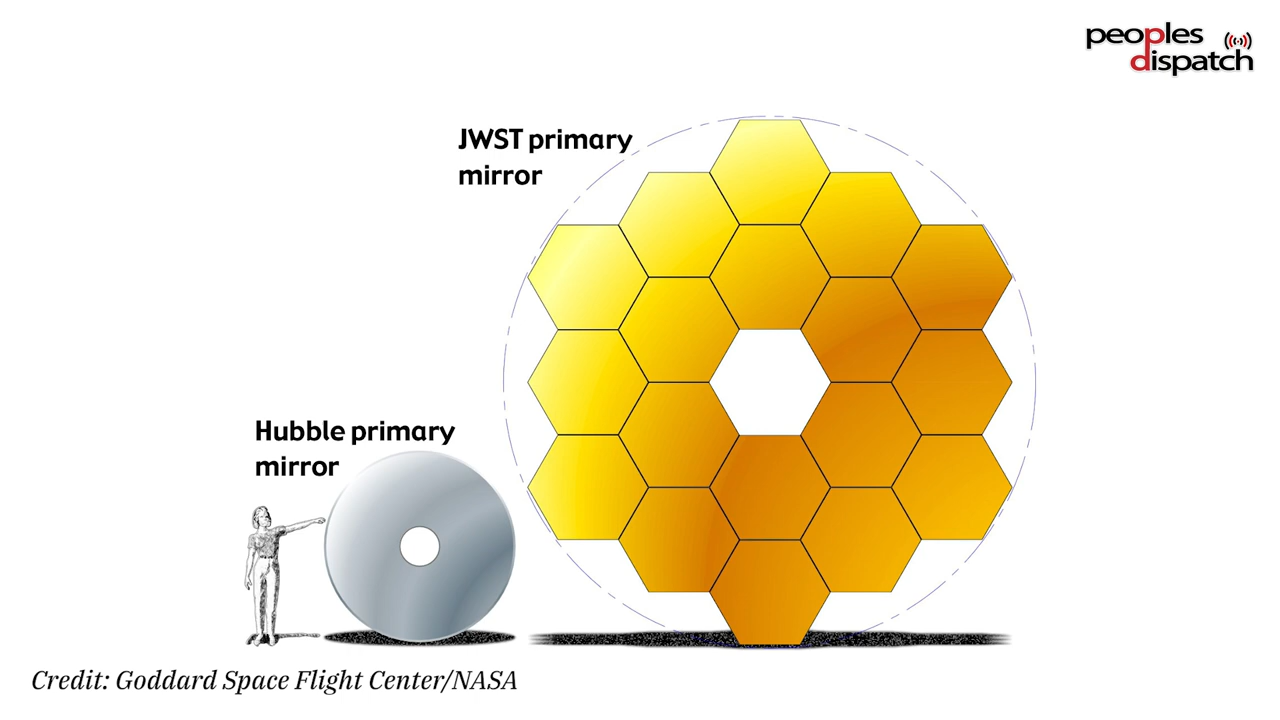 peoples
dispatch
JWST primary
mirror
Hubble primary
mirror
Credit: Goddard Space Flight Center/NASA